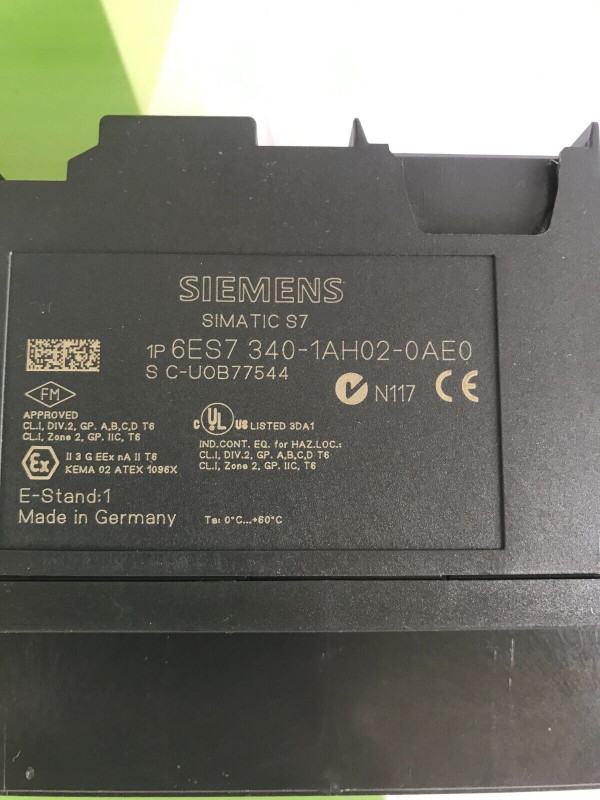 SIEMENS
SIMATIC S7
1P 6ES7 340-1AH02-0AE0
S C-U0B77544
N117 CE
FM
APPROVED
CL.I, DIV.2, GP. A,B,C,D T6
CL.I, Zone 2, GP. IIC, T6
C UL US LISTED 3DA1
IND.CONT. EQ. for HAZ.LOC.:
CL.I, DIV.2, GP. A,B,C,D T6
CL.I, Zone 2, GP. IIC, T6
Ex II 3 G EEx nA II T6
KEMA 02 ATEX 1096X
E-Stand:1
Made in Germany
Ta: 0°C...+60°C